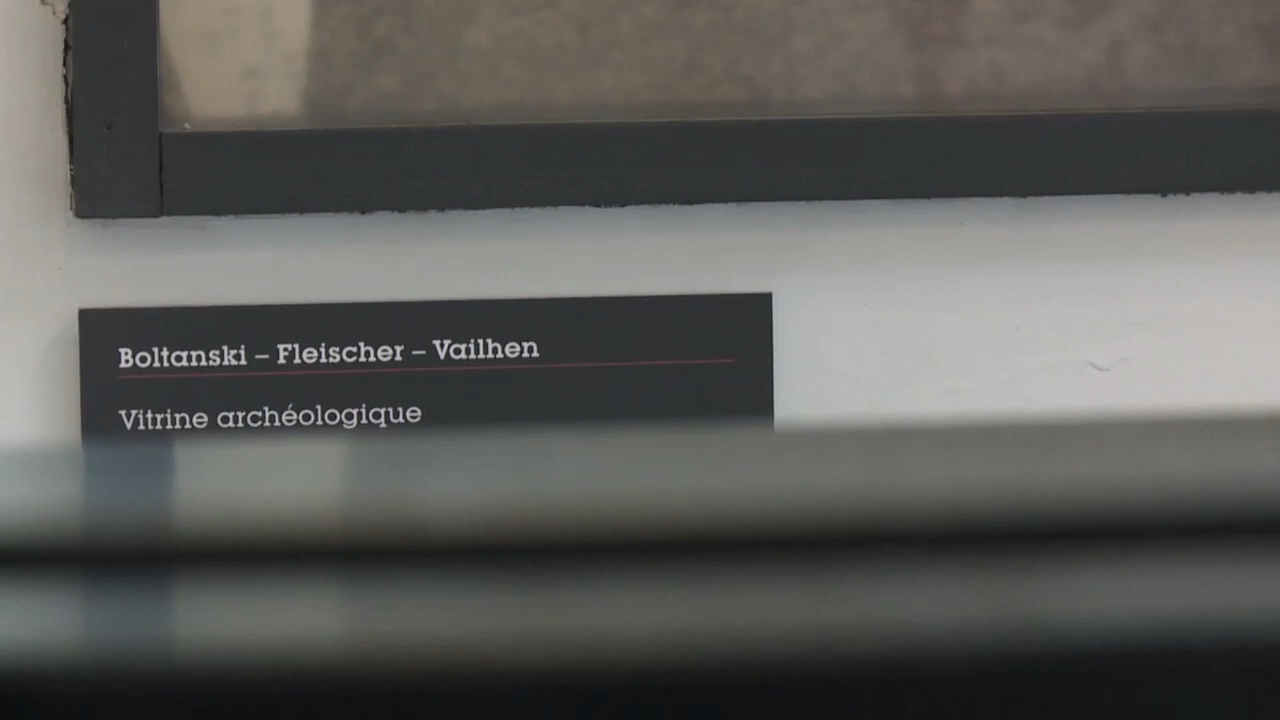 Boltanski – Fleischer – Vailhen
Vitrine archéologique